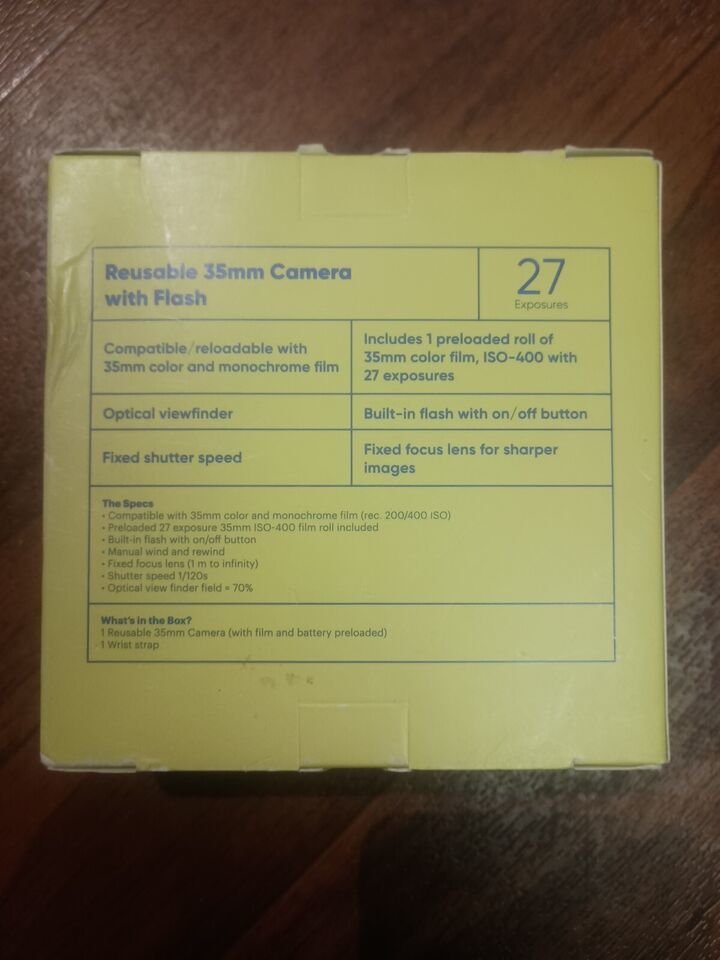 Reusable 35mm Camera
with Flash
27
Exposures
Compatible/reloadable with
35mm color and monochrome film
Includes 1 preloaded roll of
35mm color film, ISO-400 with
27 exposures
Optical viewfinder
Built-in flash with on/off button
Fixed shutter speed
Fixed focus lens for sharper
images
The Specs
• Compatible with 35mm color and monochrome film (rec. 200/400 ISO)
• Preloaded 27 exposure 35mm ISO-400 film roll included
• Built-in flash with on/off button
• Manual wind and rewind
• Fixed focus lens (1 m to infinity)
• Shutter speed 1/120s
• Optical view finder field = 70%
What's in the Box?
1 Reusable 35mm Camera (with film and battery preloaded)
1 Wrist strap